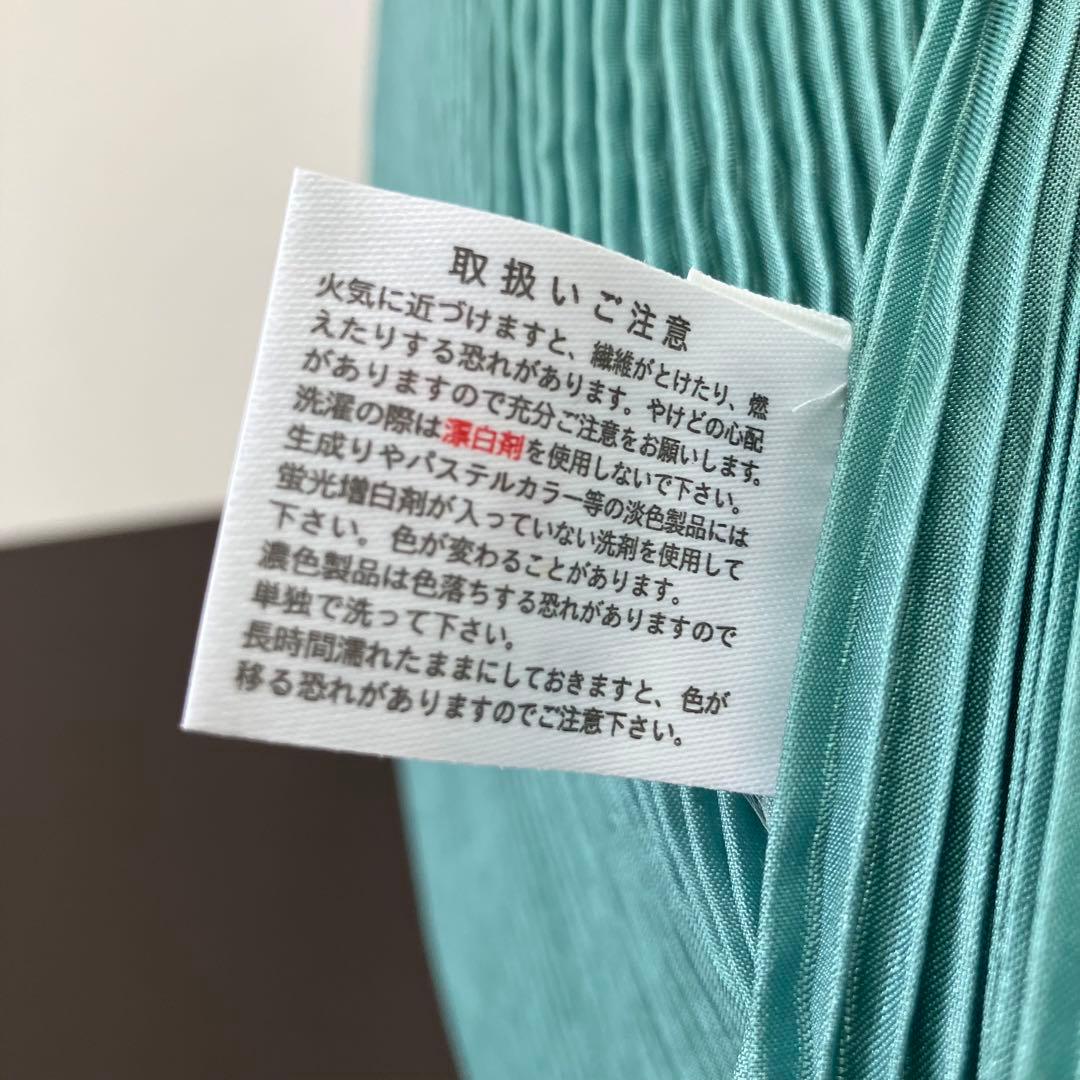 取扱いご注意
火気に近づけますと、繊維がとけたり、燃
えたりする恐れがあります。やけどの心配
がありますので充分ご注意をお願いします。
洗濯の際は漂白剤を使用しないで下さい。
生成りやパステルカラー等の淡色製品には
蛍光増白剤が入っていない洗剤を使用して
下さい。色が変わることがあります。
濃色製品は色落ちする恐れがありますので
単独で洗って下さい。
長時間濡れたままにしておきますと、色が
移る恐れがありますのでご注意下さい。